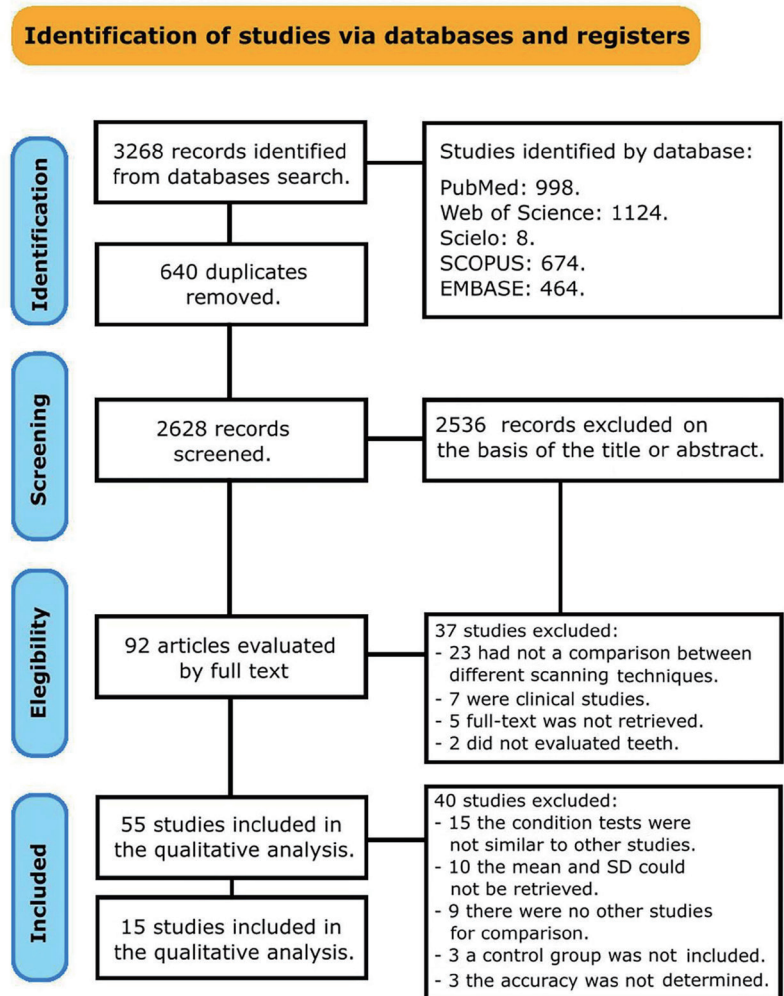 Identification of studies via databases and registers
Identification
3268 records identified
from databases search.
Studies identified by database:
PubMed: 998.
Web of Science: 1124.
Scielo: 8.
SCOPUS: 674.
EMBASE: 464.
640 duplicates
removed.
Screening
2628 records
screened.
2536 records excluded on
the basis of the title or abstract.
Elegibility
92 articles evaluated
by full text
37 studies excluded:
- 23 had not a comparison between
different scanning techniques.
- 7 were clinical studies.
- 5 full-text was not retrieved.
- 2 did not evaluated teeth.
Included
55 studies included in
the qualitative analysis.
15 studies included in
the qualitative analysis.
40 studies excluded:
- 15 the condition tests were
not similar to other studies.
- 10 the mean and SD could
not be retrieved.
- 9 there were no other studies
for comparison.
- 3 a control group was not included.
- 3 the accuracy was not determined.